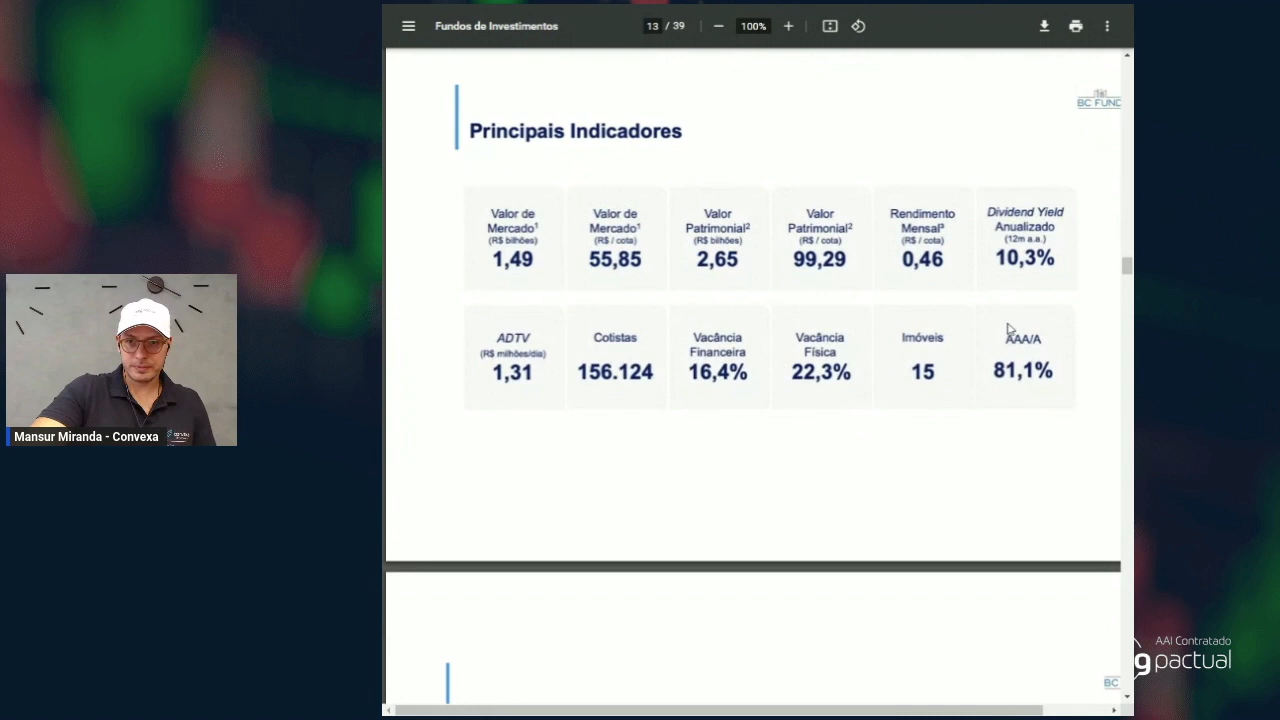 Fundos de Investimentos
13 / 39
100%
BC FUND
Principais Indicadores
Valor de
Mercado¹
(R$ bilhões)
1,49
Valor de
Mercado¹
(R$ / cota)
55,85
Valor
Patrimonial²
(R$ bilhões)
2,65
Valor
Patrimonial²
(R$ / cota)
99,29
Rendimento
Mensal³
(R$ / cota)
0,46
Dividend Yield
Anualizado
(12m a.a.)
10,3%
ADTV
(R$ milhões/dia)
1,31
Cotistas
156.124
Vacância
Financeira
16,4%
Vacância
Física
22,3%
Imóveis
15
AAA/A
81,1%
Mansur Miranda - Convexa
BC
AAI Contratado
g pactual